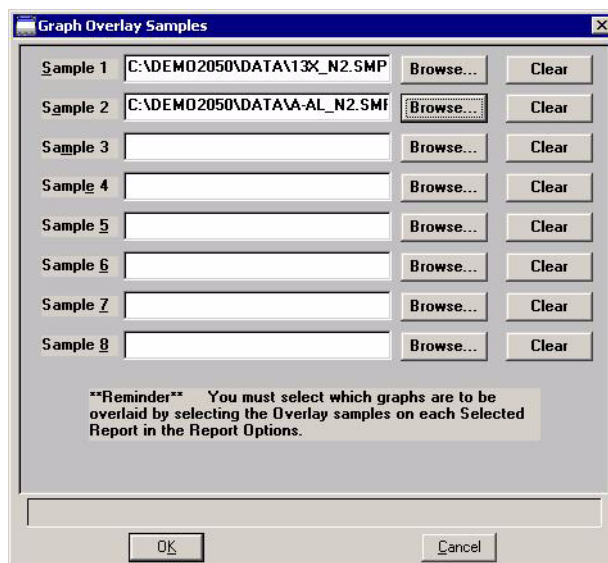 Graph Overlay Samples
Sample 1 C:\DEMO2050\DATA\13X_N2.SMP Browse... Clear
Sample 2 C:\DEMO2050\DATA\A-AL_N2.SMP Browse... Clear
Sample 3 Browse... Clear
Sample 4 Browse... Clear
Sample 5 Browse... Clear
Sample 6 Browse... Clear
Sample 7 Browse... Clear
Sample 8 Browse... Clear
**Reminder** You must select which graphs are to be
overlaid by selecting the Overlay samples on each Selected
Report in the Report Options.
OK Cancel